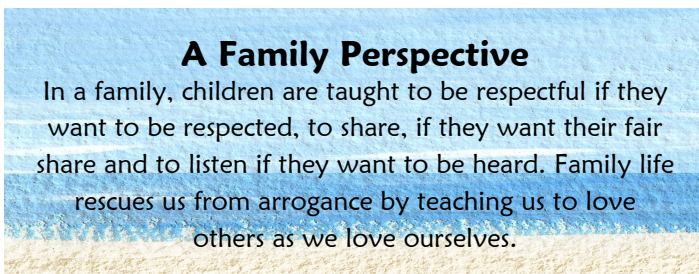 A Family Perspective
In a family, children are taught to be respectful if they
want to be respected, to share, if they want their fair
share and to listen if they want to be heard. Family life
rescues us from arrogance by teaching us to love
others as we love ourselves.